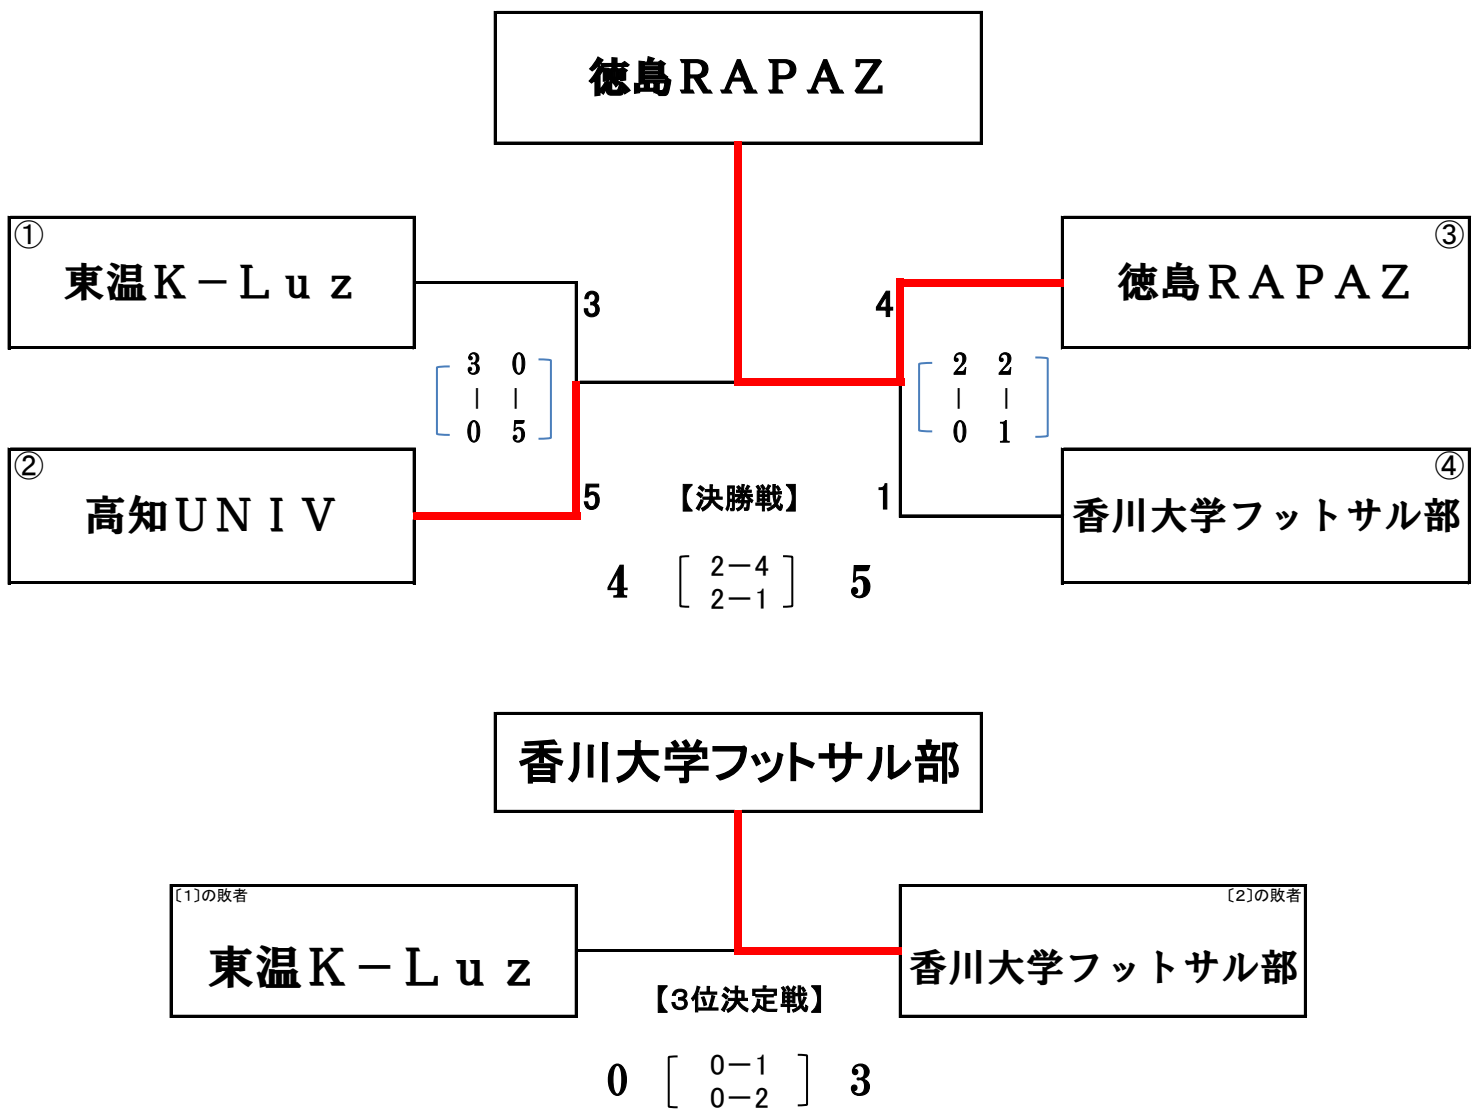 徳島ＲＡＰＡＺ
①
東温Ｋ－Ｌｕｚ
③
徳島ＲＡＰＡＺ
3
4
3 0
| |
0 5
2 2
| |
0 1
②
高知ＵＮＩＶ
④
香川大学フットサル部
5
【決勝戦】
1
4
2－4
2－1
5
香川大学フットサル部
〔1〕の敗者
東温Ｋ－Ｌｕｚ
〔2〕の敗者
香川大学フットサル部
【3位決定戦】
0
0－1
0－2
3